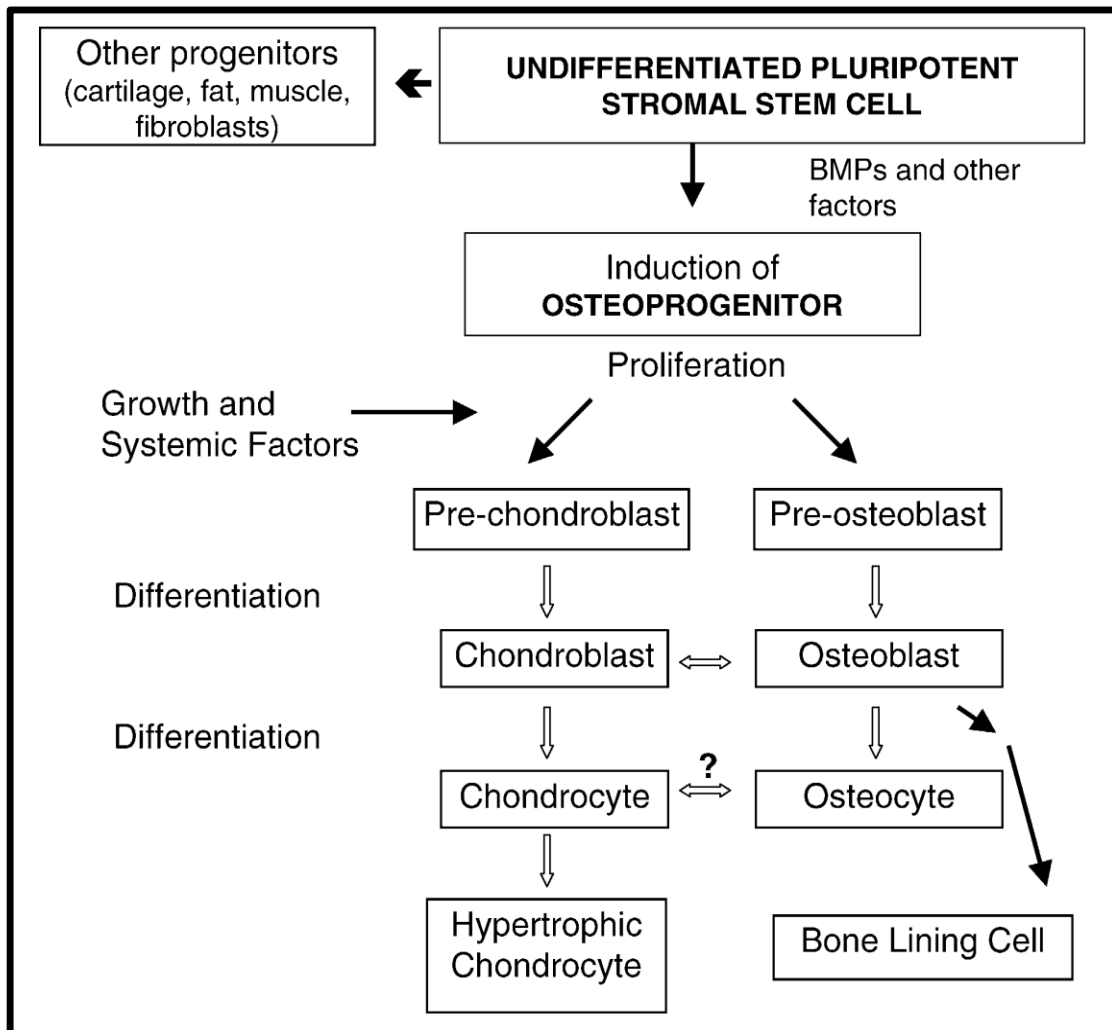 Other progenitors
(cartilage, fat, muscle,
fibroblasts)
UNDIFFERENTIATED PLURIPOTENT
STROMAL STEM CELL
BMPs and other
factors
Induction of
OSTEOPROGENITOR
Proliferation
Growth and
Systemic Factors
Pre-chondroblast
Pre-osteoblast
Differentiation
Chondroblast
Osteoblast
Differentiation
?
Chondrocyte
Osteocyte
Hypertrophic
Chondrocyte
Bone Lining Cell